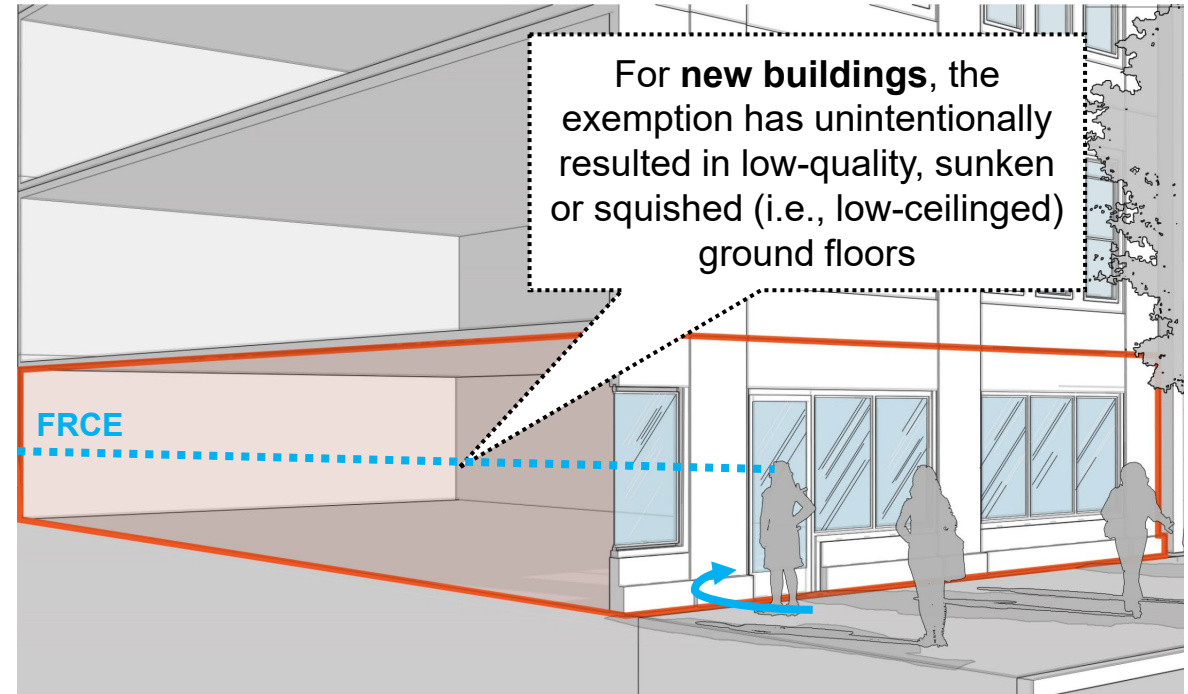 For new buildings, the
exemption has unintentionally
resulted in low-quality, sunken
or squished (i.e., low-ceilinged)
ground floors
FRCE